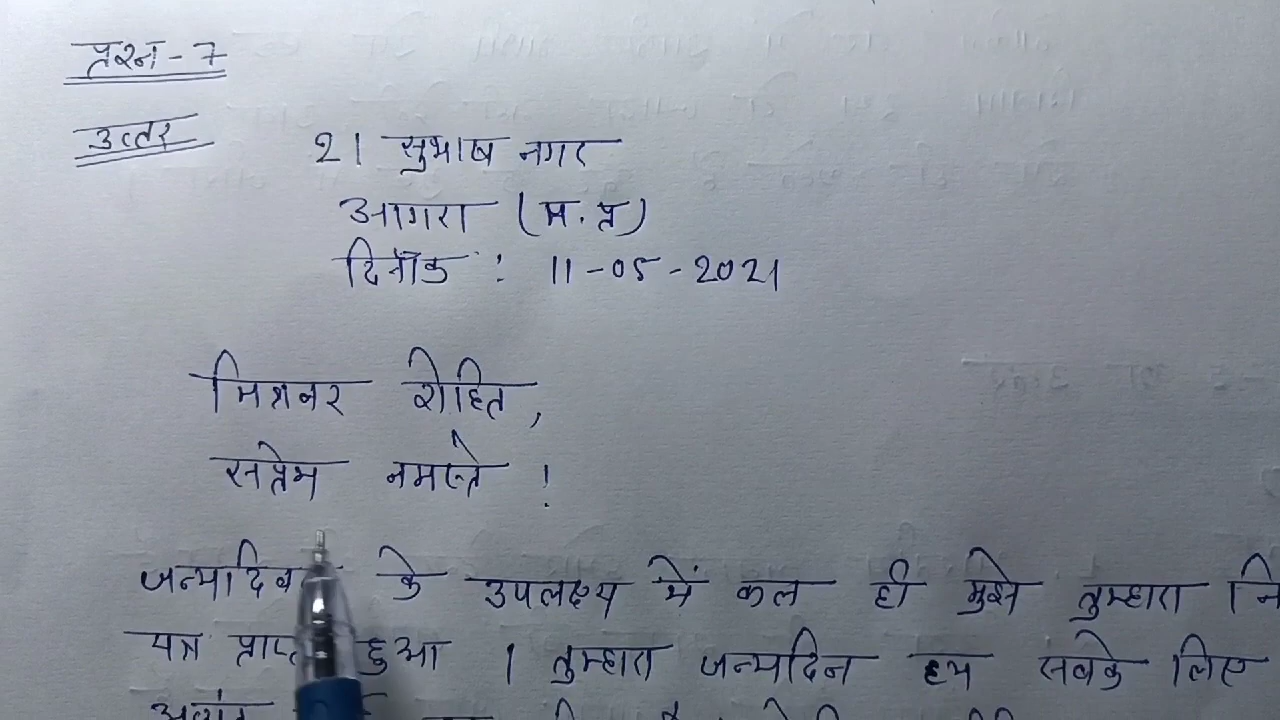 प्रश्न - 7
उत्तर
21 सुभाष नगर
आगरा (म. प्र)
दिनाँक : 11-05-2021
मित्रवर रोहित,
सप्रेम नमस्ते !
के उपलक्ष्य में कल ही मुझे तुम्हारा
पत्र हुआ । तुम्हारा जन्मदिन हम सबके लिए